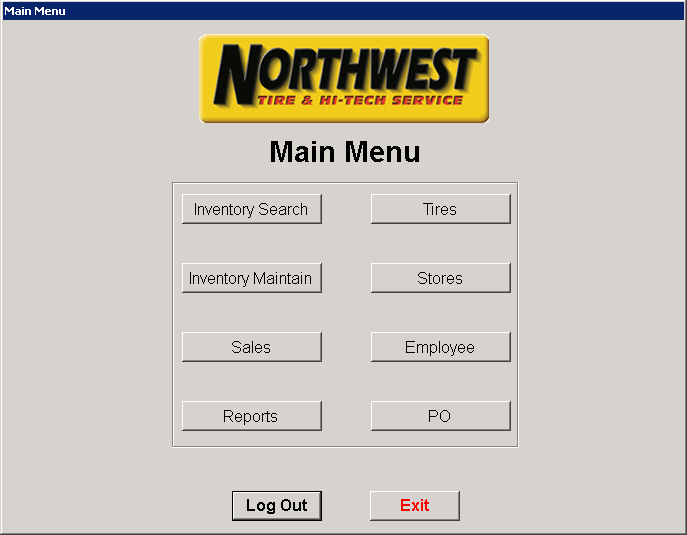 Main Menu
NORTHWEST
TIRE & HI-TECH SERVICE
Main Menu
Inventory Search
Tires
Inventory Maintain
Stores
Sales
Employee
Reports
PO
Log Out
Exit